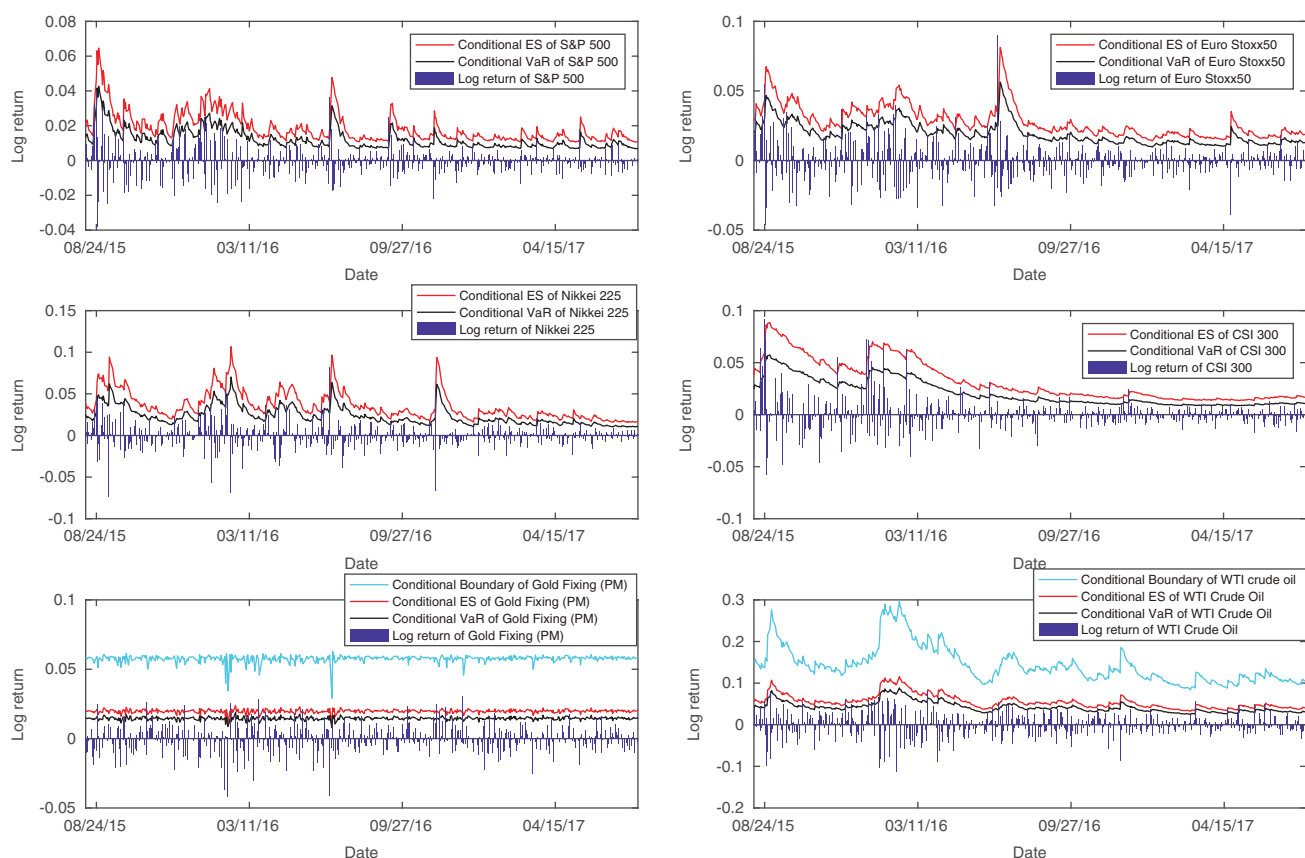 0.08
0.06
0.04
0.02
0
-0.02
-0.04
Log return
Conditional ES of S&P 500
Conditional VaR of S&P 500
Log return of S&P 500
08/24/15 03/11/16 09/27/16 04/15/17
Date
0.1
0.05
0
-0.05
Log return
Conditional ES of Euro Stoxx50
Conditional VaR of Euro Stoxx50
Log return of Euro Stoxx50
08/24/15 03/11/16 09/27/16 04/15/17
Date
0.15
0.1
0.05
0
-0.05
-0.1
Log return
Conditional ES of Nikkei 225
Conditional VaR of Nikkei 225
Log return of Nikkei 225
08/24/15 03/11/16 09/27/16 04/15/17
Date
0.1
0.05
0
-0.05
-0.1
Log return
Conditional ES of CSI 300
Conditional VaR of CSI 300
Log return of CSI 300
08/24/15 03/11/16 09/27/16 04/15/17
Date
0.1
0.05
0
-0.05
Log return
Conditional Boundary of Gold Fixing (PM)
Conditional ES of Gold Fixing (PM)
Conditional VaR of Gold Fixing (PM)
Log return of Gold Fixing (PM)
08/24/15 03/11/16 09/27/16 04/15/17
Date
0.3
0.2
0.1
0
-0.1
-0.2
Log return
Conditional Boundary of WTI crude oil
Conditional ES of WTI Crude Oil
Conditional VaR of WTI Crude Oil
Log return of WTI Crude Oil
08/24/15 03/11/16 09/27/16 04/15/17
Date